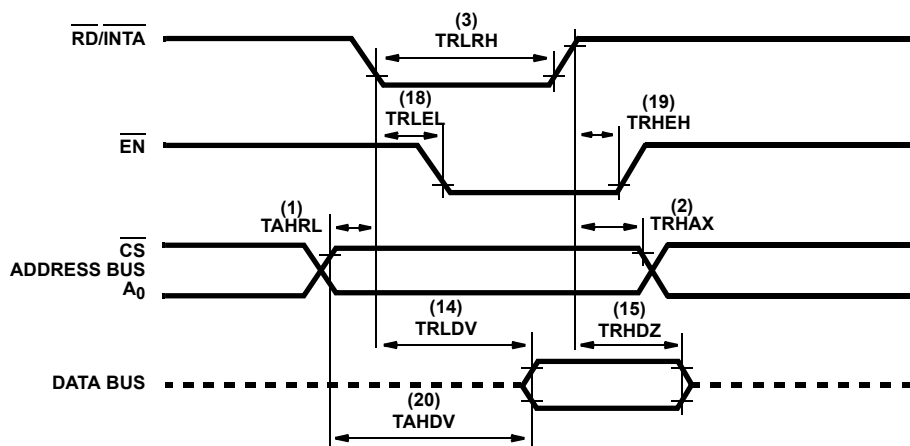 RD/INTA
(3)
TRLRH
(18)
TRLEL
(19)
TRHEH
EN
(1)
TAHRL
(2)
TRHAX
CS
ADDRESS BUS
A0
(14)
TRLDV
(15)
TRHDZ
DATA BUS
(20)
TAHDV